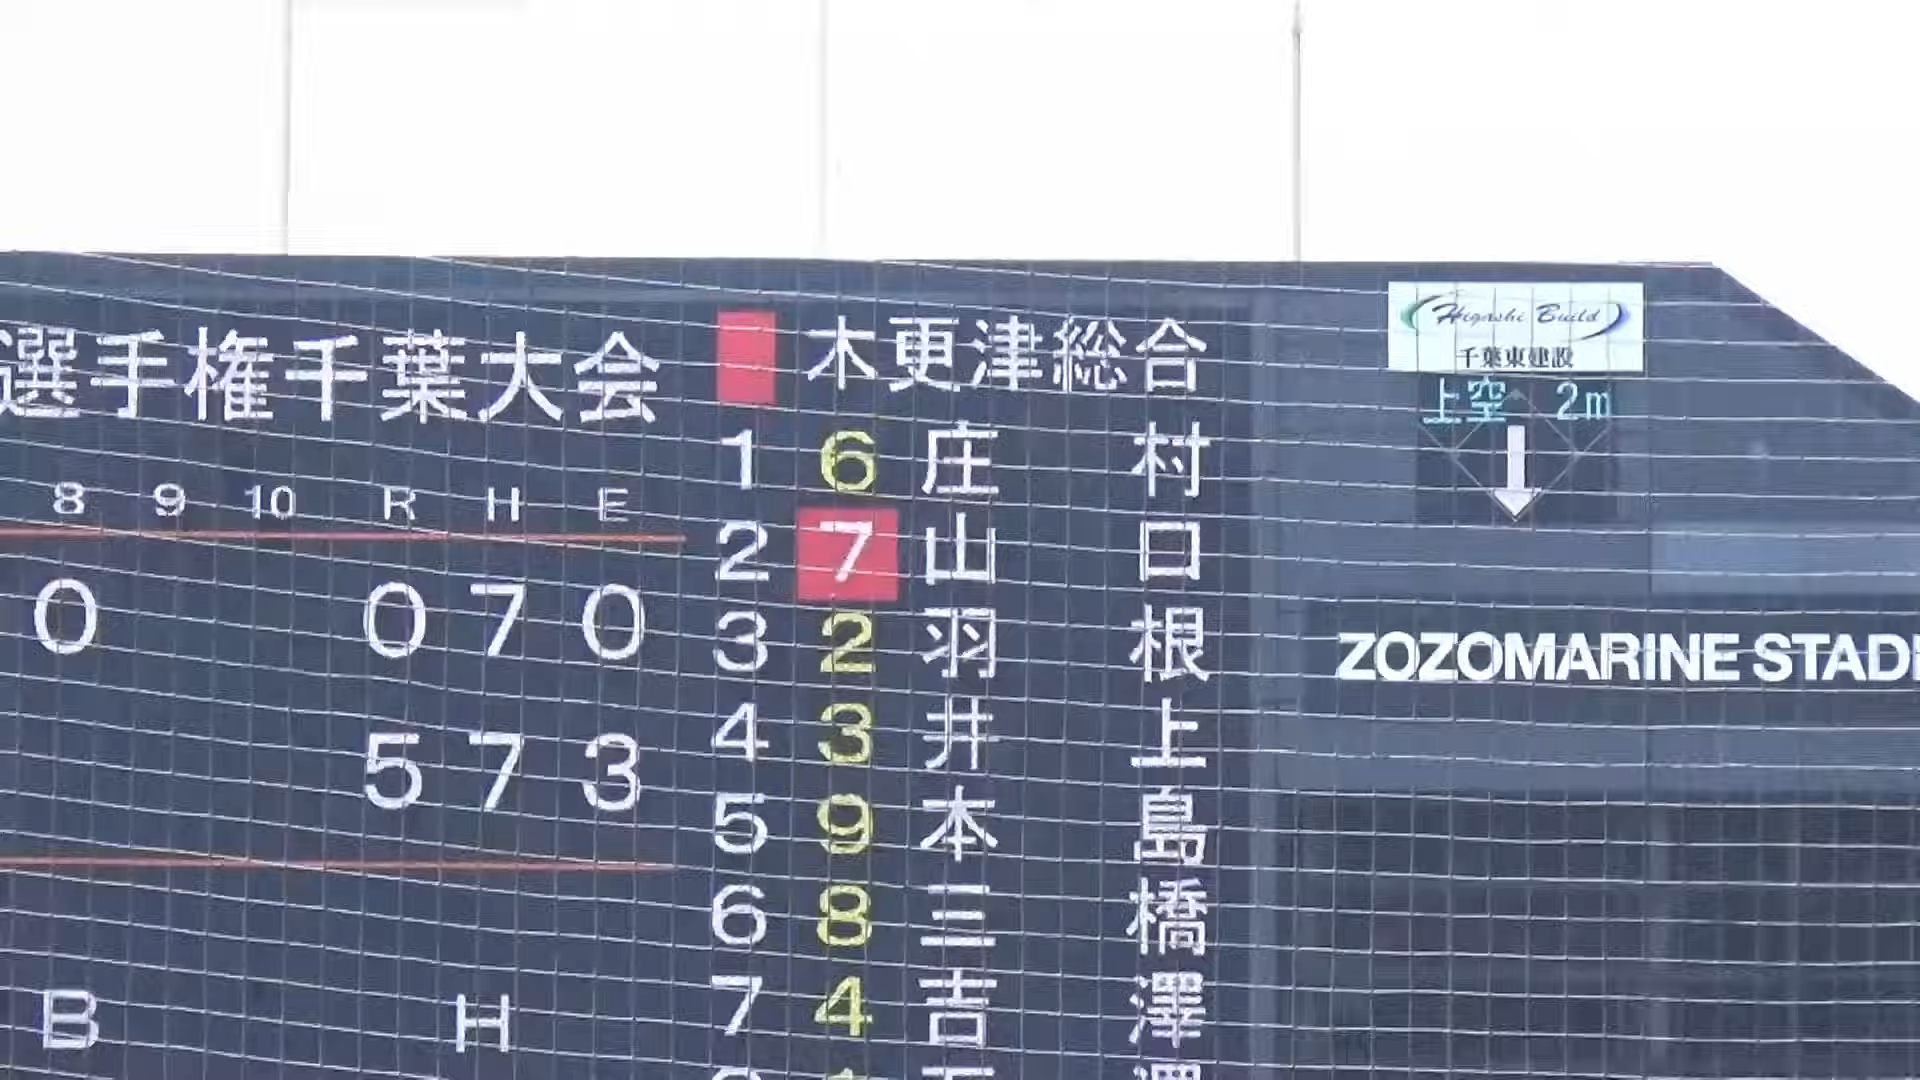 選手権千葉大会
8 9 10 R H E
0 0 7 0
5 7 3
B H
木更津総合
1 6 庄村
2 7 山口
3 2 羽根
4 3 井上
5 9 本島
6 8 三橋
7 4 吉澤
Higashi Build
千葉東建設
上空 2m
ZOZOMARINE STADI